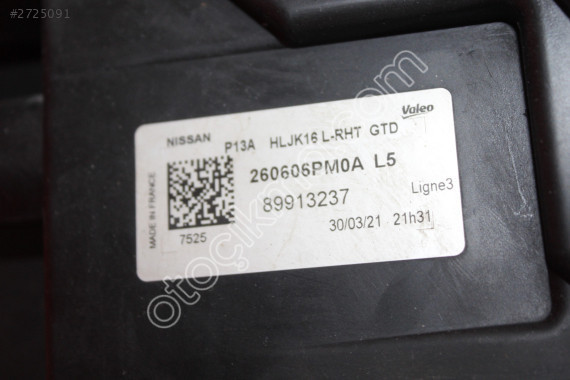 #2725091
Valeo
NISSAN P13A HLJK16 L-RHT GTD
260606PM0A L5
89913237
Ligne3
MADE IN FRANCE
7525
30/03/21 21h31
otoçıkma.com